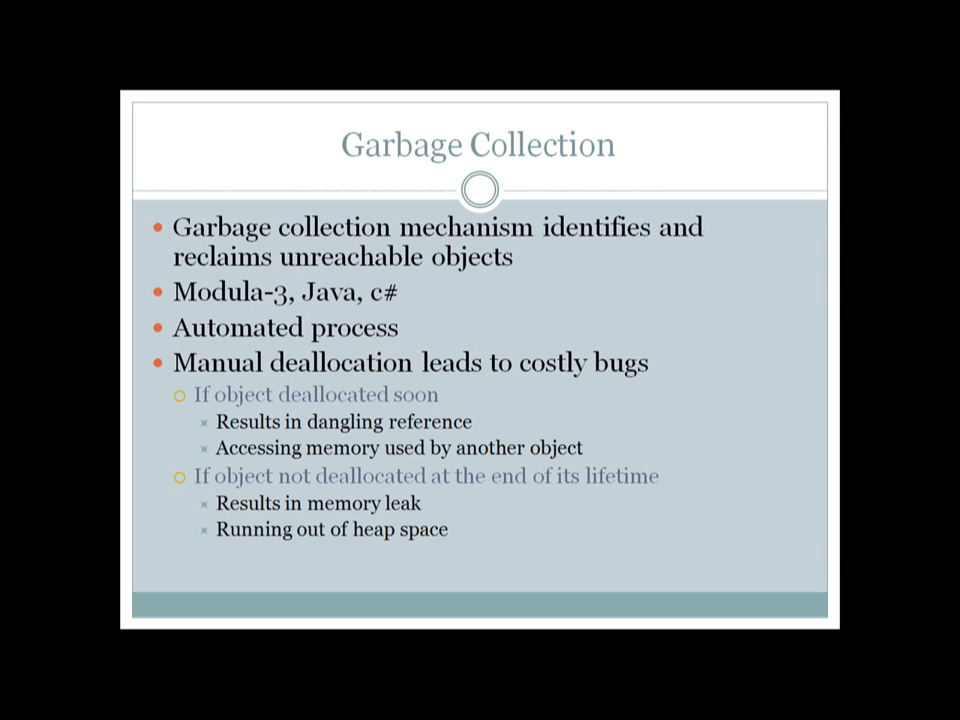 Garbage Collection
Garbage collection mechanism identifies and
reclaims unreachable objects
Modula-3, Java, c#
Automated process
Manual deallocation leads to costly bugs
If object deallocated soon
Results in dangling reference
Accessing memory used by another object
If object not deallocated at the end of its lifetime
Results in memory leak
Running out of heap space